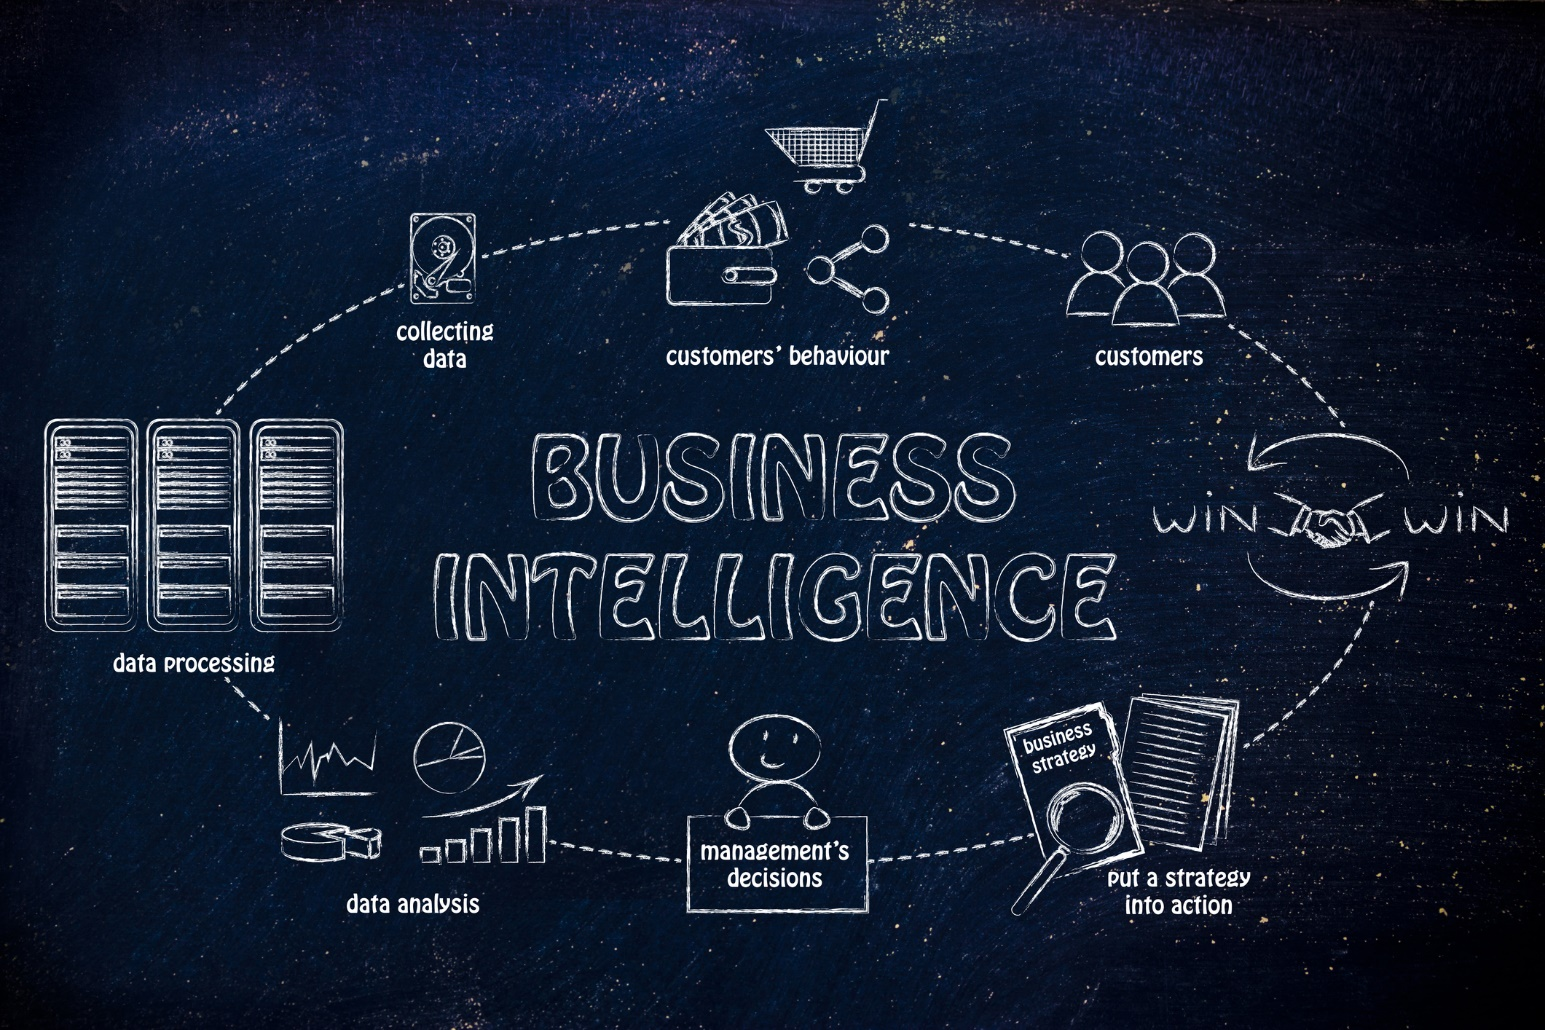 collecting
data
customers' behaviour
customers
BUSINESS
INTELLIGENCE
WIN WIN
data processing
business
strategy
management's
decisions
put a strategy
into action
data analysis